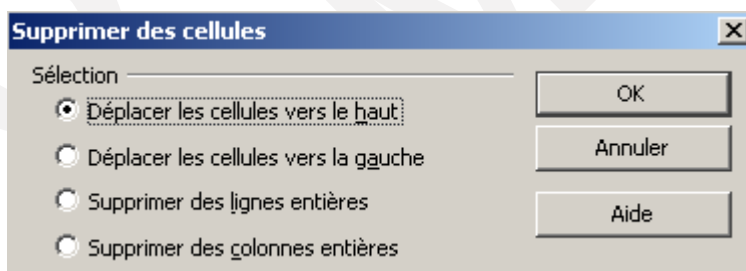 Supprimer des cellules
Sélection
Déplacer les cellules vers le haut
Déplacer les cellules vers la gauche
Supprimer des lignes entières
Supprimer des colonnes entières
OK
Annuler
Aide